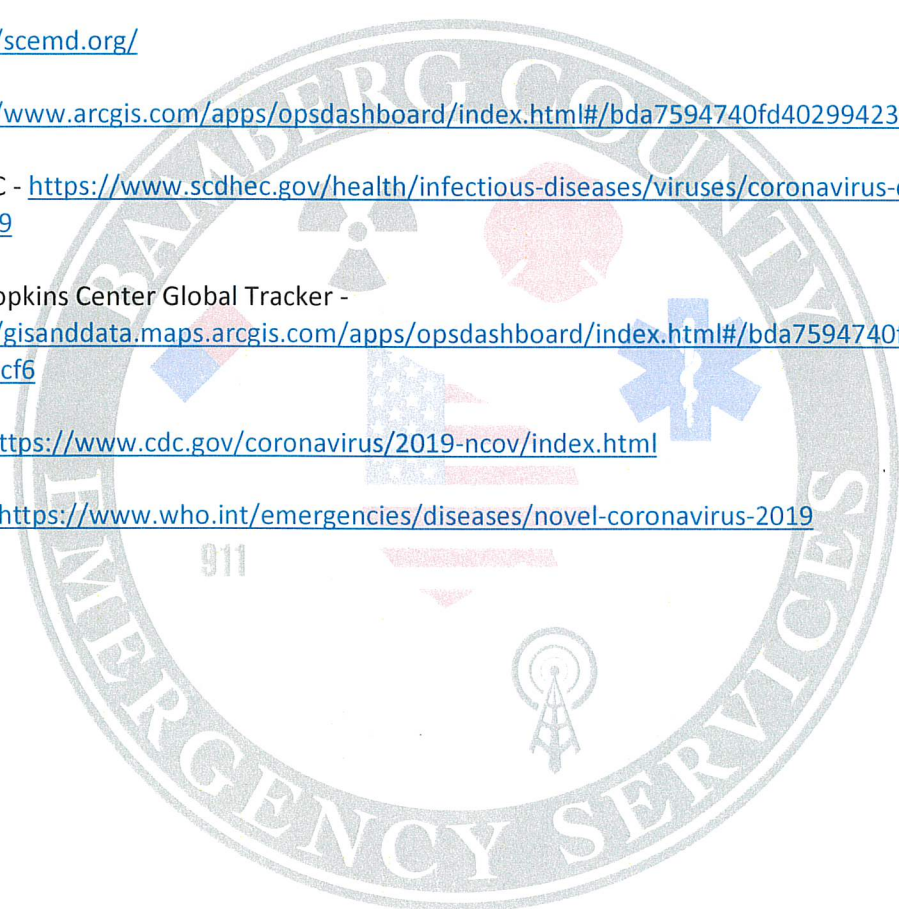 /scemd.org/
/www.arcgis.com/apps/opsdashboard/index.html#/bda7594740fd40299423
C - https://www.scdhec.gov/health/infectious-diseases/viruses/coronavirus-
9
opkins Center Global Tracker -
/gisanddata.maps.arcgis.com/apps/opsdashboard/index.html#/bda7594740
cf6
ttps://www.cdc.gov/coronavirus/2019-ncov/index.html
https://www.who.int/emergencies/diseases/novel-coronavirus-2019
BAMBERG COUNTY
911
EMERGENCY SERVICES